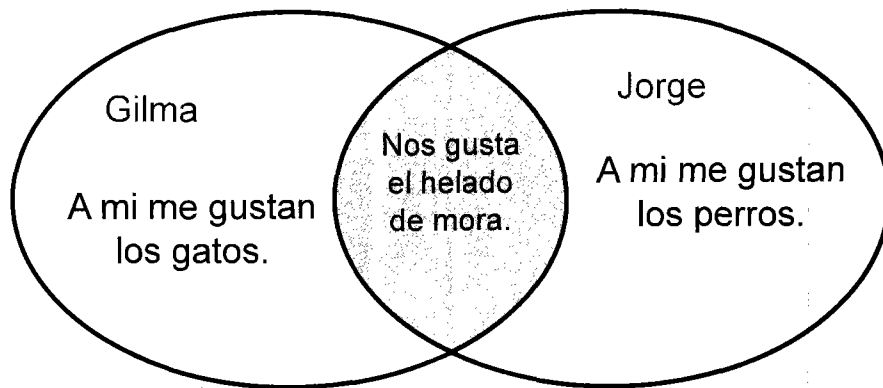 Gilma
A mi me gustan
los gatos.
Nos gusta
el helado
de mora.
Jorge
A mi me gustan
los perros.